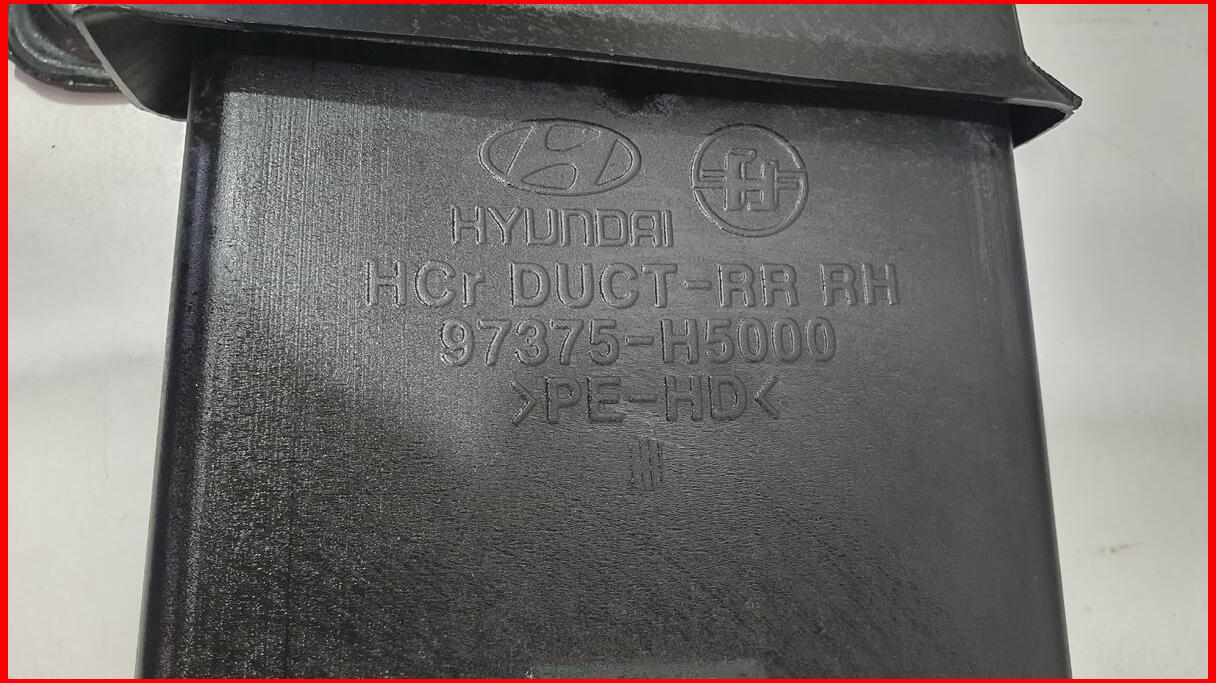 HYUNDAI
HCr DUCT-RR RH
97375-H5000
>PE-HD<